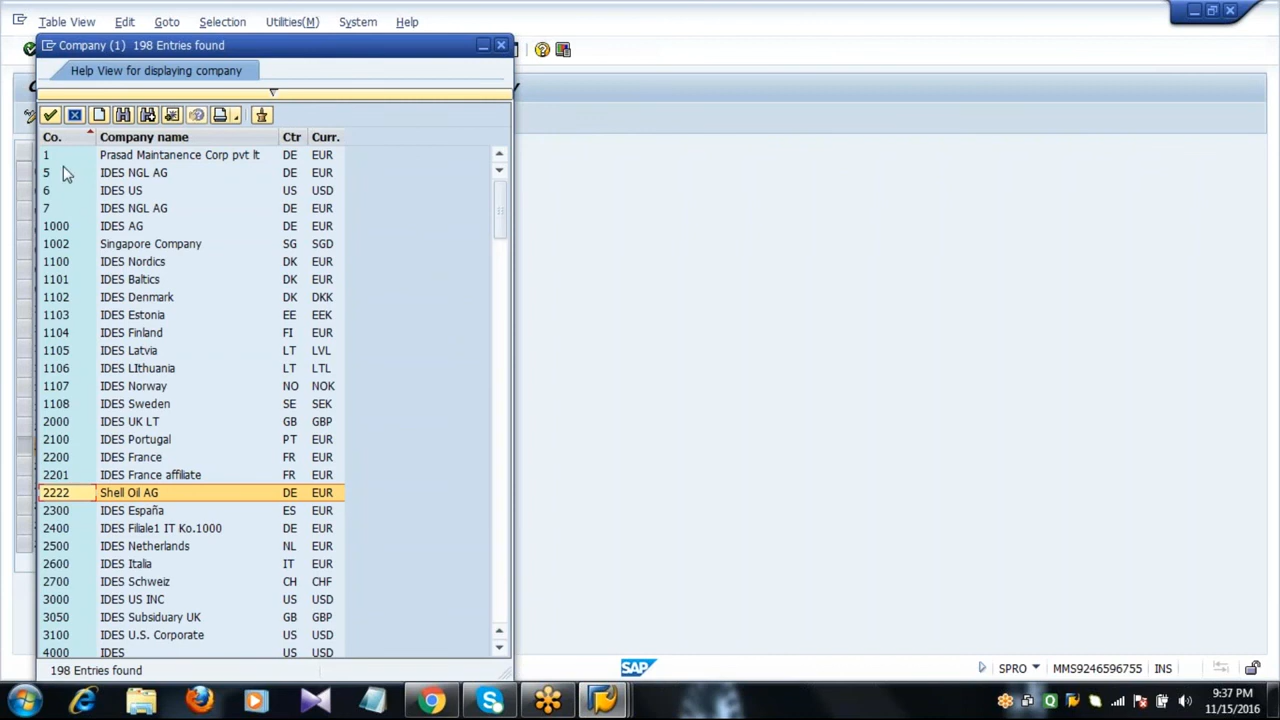 Table View Edit Goto Selection Utilities(M) System Help
Company (1) 198 Entries found
Help View for displaying company
Co. Company name Ctr Curr.
1 Prasad Maintanence Corp pvt lt DE EUR
5 IDES NGL AG DE EUR
6 IDES US US USD
7 IDES NGL AG DE EUR
1000 IDES AG DE EUR
1002 Singapore Company SG SGD
1100 IDES Nordics DK EUR
1101 IDES Baltics DK EUR
1102 IDES Denmark DK DKK
1103 IDES Estonia EE EEK
1104 IDES Finland FI EUR
1105 IDES Latvia LT LVL
1106 IDES LIthuania LT LTL
1107 IDES Norway NO NOK
1108 IDES Sweden SE SEK
2000 IDES UK LT GB GBP
2100 IDES Portugal PT EUR
2200 IDES France FR EUR
2201 IDES France affiliate FR EUR
2222 Shell Oil AG DE EUR
2300 IDES España ES EUR
2400 IDES Filiale1 IT Ko.1000 DE EUR
2500 IDES Netherlands NL EUR
2600 IDES Italia IT EUR
2700 IDES Schweiz CH CHF
3000 IDES US INC US USD
3050 IDES Subsiduary UK GB GBP
3100 IDES U.S. Corporate US USD
4000 IDES US USD
198 Entries found
SAP SPRO MMS9246596755 INS
9:37 PM
11/15/2016